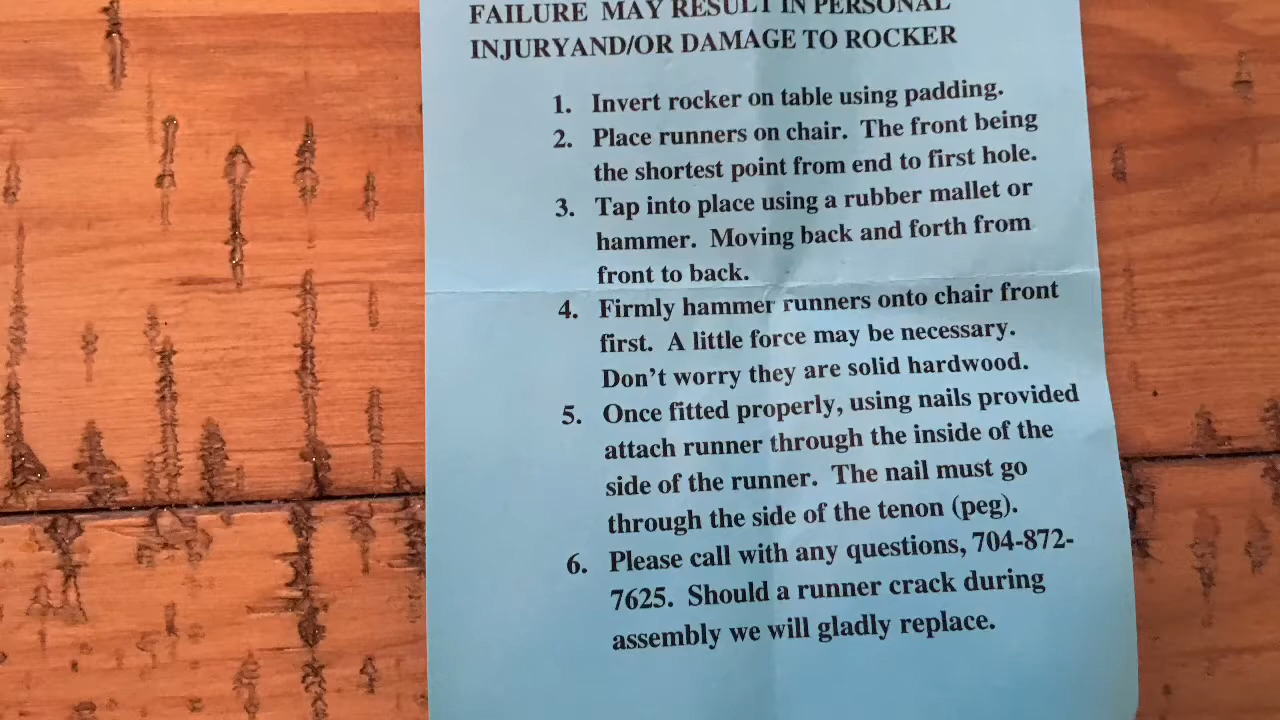 FAILURE MAY RESULT IN PERSONAL
INJURYAND/OR DAMAGE TO ROCKER
1. Invert rocker on table using padding.
2. Place runners on chair. The front being
the shortest point from end to first hole.
3. Tap into place using a rubber mallet or
hammer. Moving back and forth from
front to back.
4. Firmly hammer runners onto chair front
first. A little force may be necessary.
Don't worry they are solid hardwood.
5. Once fitted properly, using nails provided
attach runner through the inside of the
side of the runner. The nail must go
through the side of the tenon (peg).
6. Please call with any questions, 704-872-
7625. Should a runner crack during
assembly we will gladly replace.